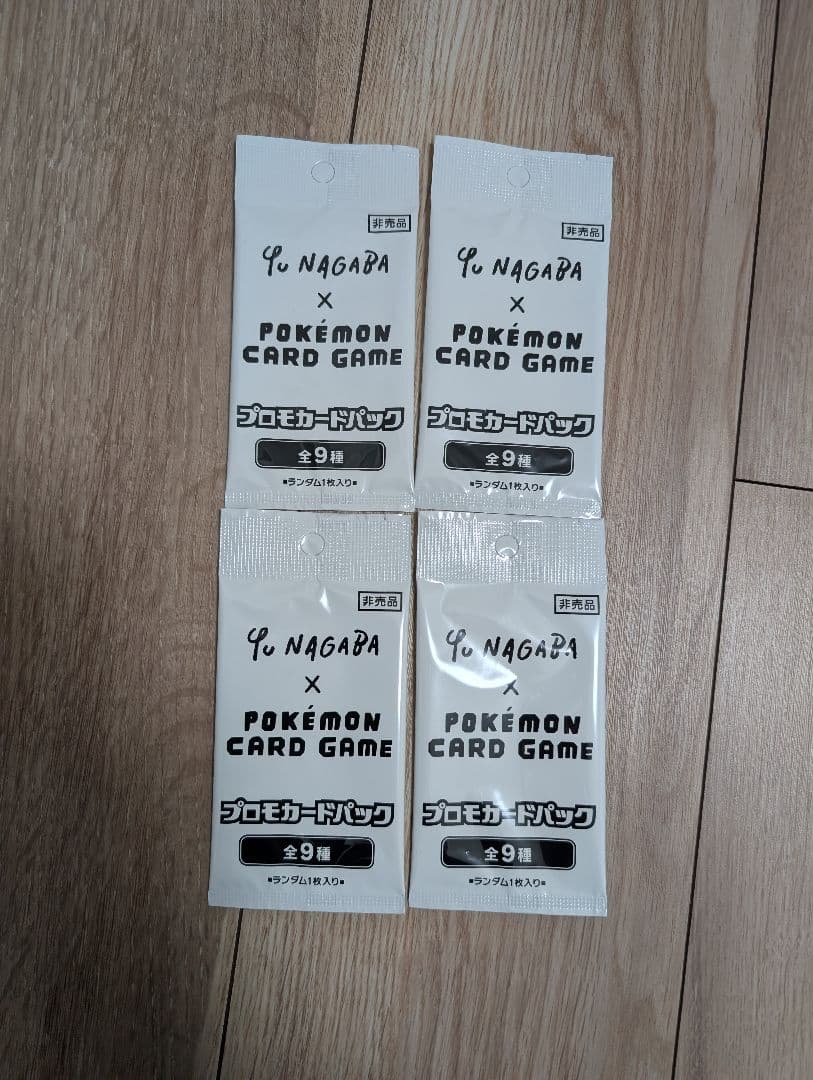 非売品
YU NAGABA
×
POKÉMON
CARD GAME
プロモカードパック
全9種
■ランダム1枚入り■
非売品
YU NAGABA
×
POKÉMON
CARD GAME
プロモカードパック
全9種
■ランダム1枚入り■
非売品
YU NAGABA
×
POKÉMON
CARD GAME
プロモカードパック
全9種
■ランダム1枚入り■
非売品
YU NAGABA
×
POKÉMON
CARD GAME
プロモカードパック
全9種
■ランダム1枚入り■